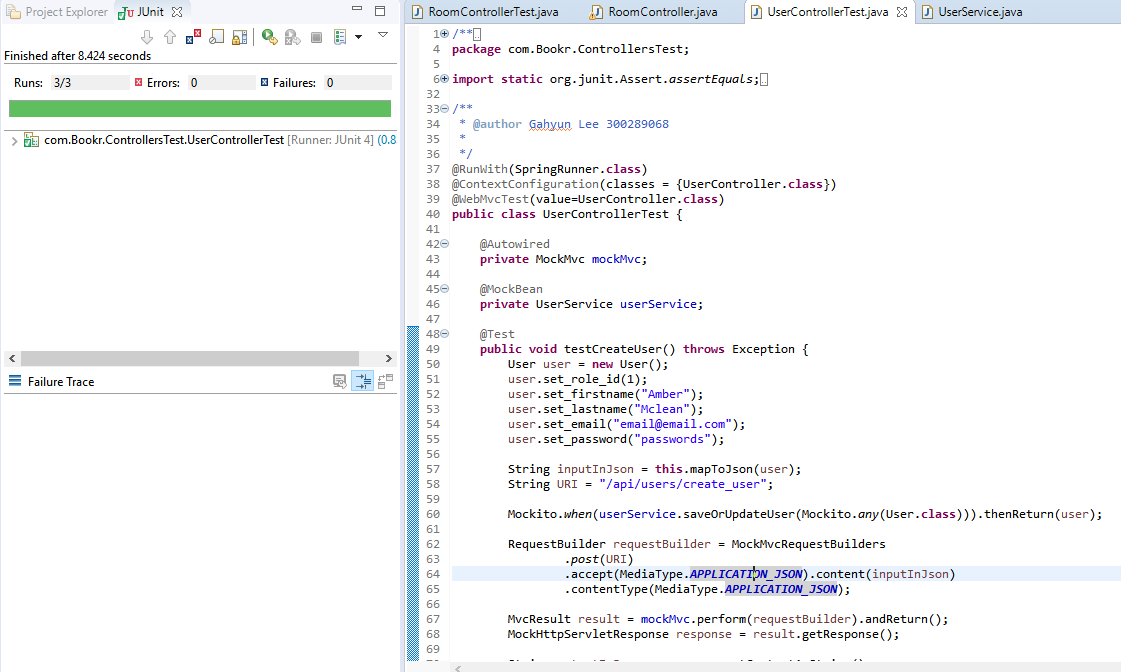 Project Explorer JUnit
Finished after 8.424 seconds
Runs: 3/3 Errors: 0 Failures: 0
com.Bookr.ControllersTest.UserControllerTest [Runner: JUnit 4] (0.8
Failure Trace
RoomControllerTest.java RoomController.java UserControllerTest.java UserService.java
1 /**
4 package com.Bookr.ControllersTest;
5
6 import static org.junit.Assert.assertEquals;
32
33 /**
34  * @author Gahyun Lee 300289068
35  *
36  */
37 @RunWith(SpringRunner.class)
38 @ContextConfiguration(classes = {UserController.class})
39 @WebMvcTest(value=UserController.class)
40 public class UserControllerTest {
41
42     @Autowired
43     private MockMvc mockMvc;
44
45     @MockBean
46     private UserService userService;
47
48     @Test
49     public void testCreateUser() throws Exception {
50         User user = new User();
51         user.set_role_id(1);
52         user.set_firstname("Amber");
53         user.set_lastname("Mclean");
54         user.set_email("email@email.com");
55         user.set_password("passwords");
56
57         String inputInJson = this.mapToJson(user);
58         String URI = "/api/users/create_user";
59
60         Mockito.when(userService.saveOrUpdateUser(Mockito.any(User.class))).thenReturn(user);
61
62         RequestBuilder requestBuilder = MockMvcRequestBuilders
63                 .post(URI)
64                 .accept(MediaType.APPLICATION_JSON).content(inputInJson)
65                 .contentType(MediaType.APPLICATION_JSON);
66
67         MvcResult result = mockMvc.perform(requestBuilder).andReturn();
68         MockHttpServletResponse response = result.getResponse();
69